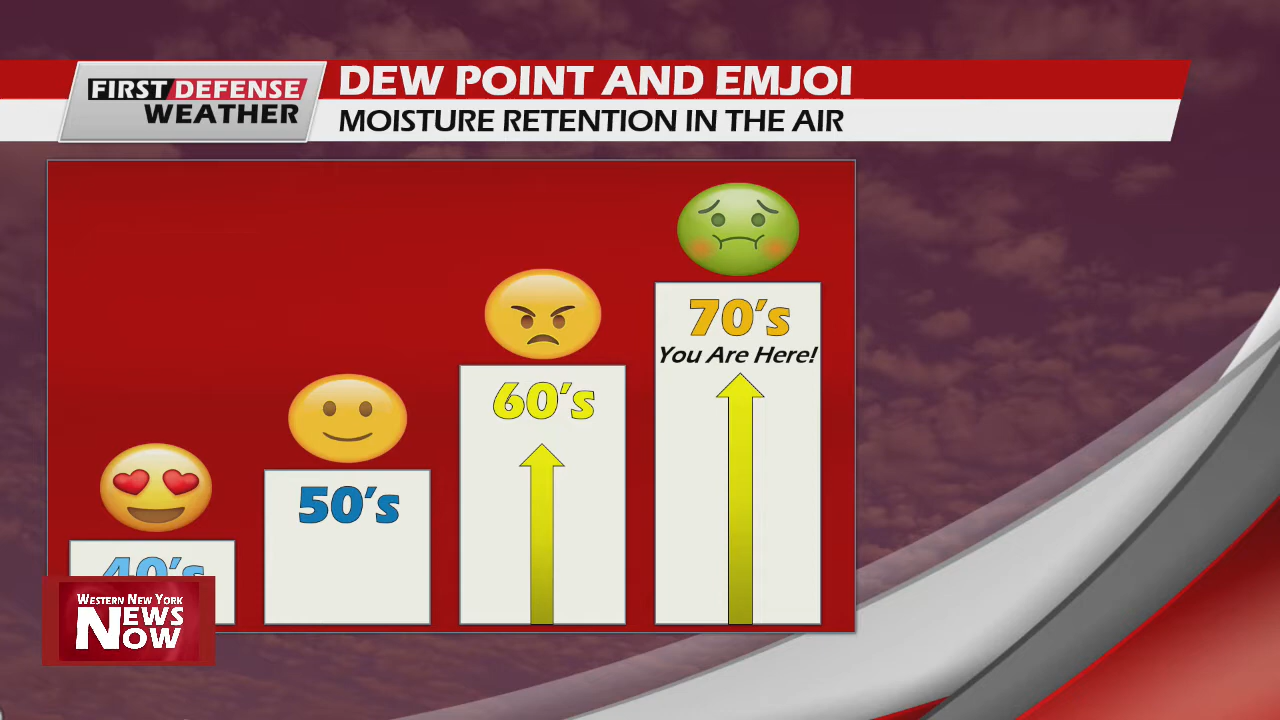 FIRST DEFENSE
WEATHER
DEW POINT AND EMJOI
MOISTURE RETENTION IN THE AIR
70's
You Are Here!
60's
50's
40's
WESTERN NEW YORK
NEWS
NOW